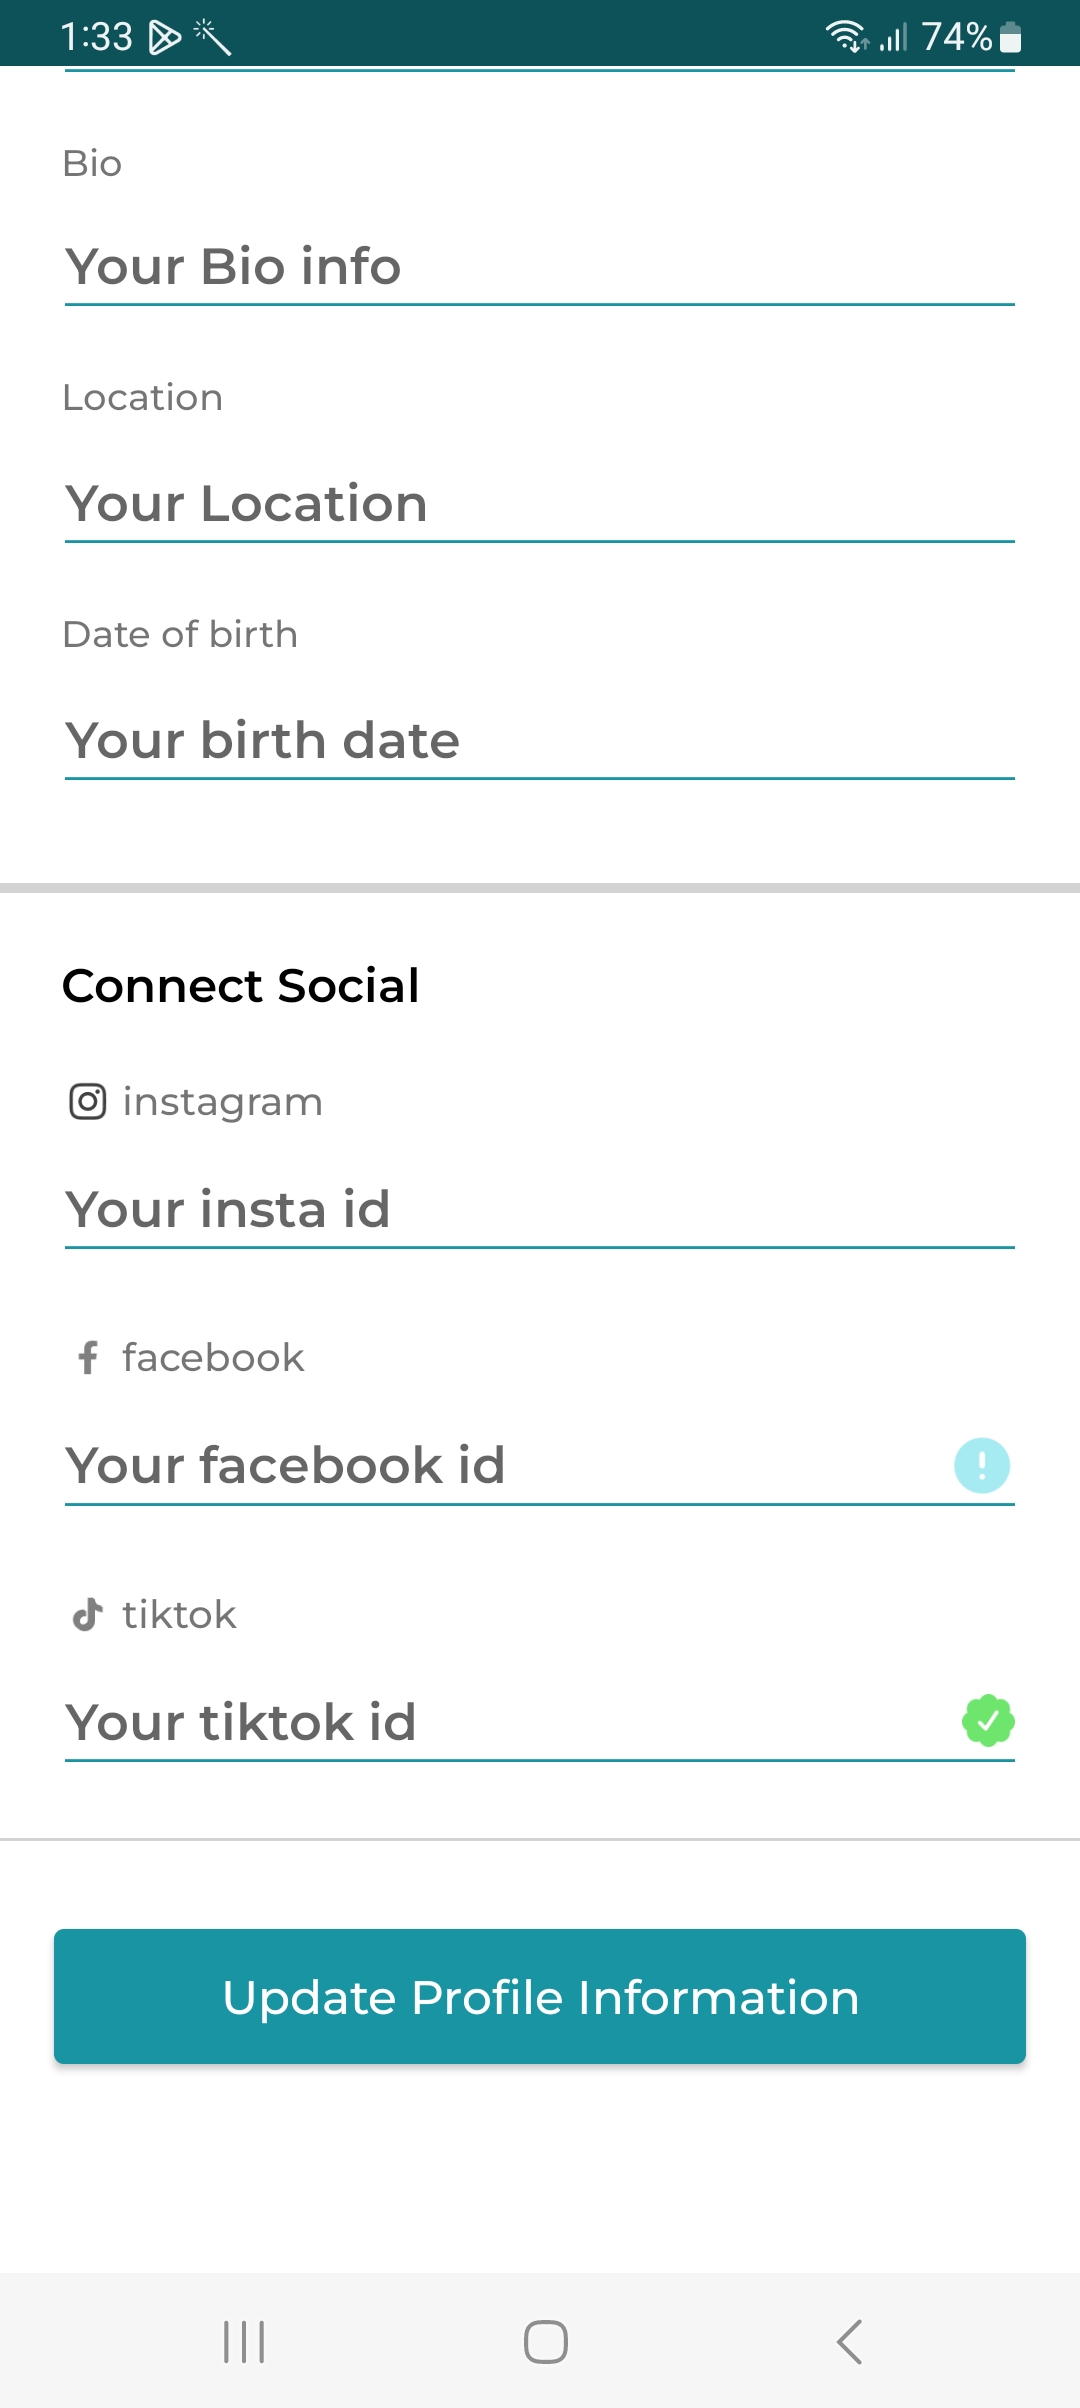 1:33 74%
Bio
Your Bio info
Location
Your Location
Date of birth
Your birth date
Connect Social
instagram
Your insta id
facebook
Your facebook id
tiktok
Your tiktok id
Update Profile Information